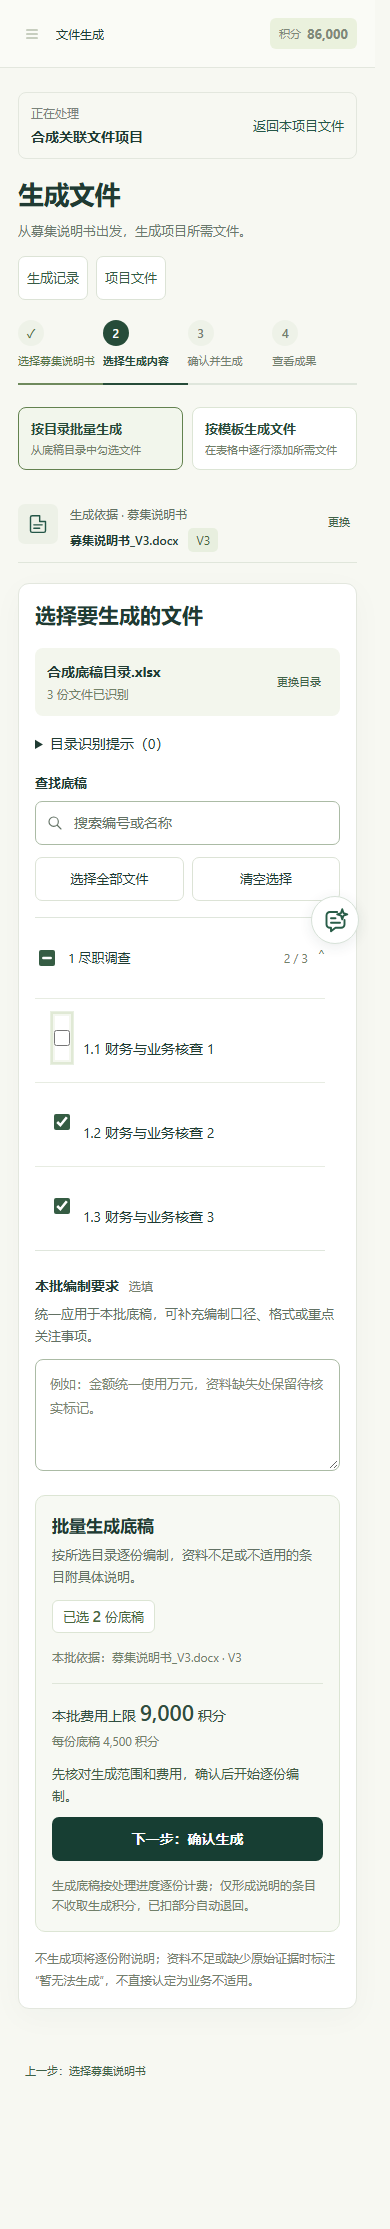 文件生成
积分 86,000
正在处理
合成关联文件项目
返回本项目文件
生成文件
从募集说明书出发，生成项目所需文件。
生成记录
项目文件
✓
2
3
4
选择募集说明书
选择生成内容
确认并生成
查看成果
按目录批量生成
从底稿目录中勾选文件
按模板生成文件
在表格中逐行添加所需文件
生成依据 · 募集说明书
募集说明书_V3.docx
V3
更换
选择要生成的文件
合成底稿目录.xlsx
3 份文件已识别
更换目录
目录识别提示（0）
查找底稿
搜索编号或名称
选择全部文件
清空选择
1 尽职调查
2 / 3
1.1 财务与业务核查 1
1.2 财务与业务核查 2
1.3 财务与业务核查 3
本批编制要求 选填
统一应用于本批底稿，可补充编制口径、格式或重点
关注事项。
例如：金额统一使用万元，资料缺失处保留待核
实标记。
批量生成底稿
按所选目录逐份编制，资料不足或不适用的条
目附具体说明。
已选 2 份底稿
本批依据：募集说明书_V3.docx · V3
本批费用上限 9,000 积分
每份底稿 4,500 积分
先核对生成范围和费用，确认后开始逐份编
制。
下一步：确认生成
生成底稿按处理进度逐份计费；仅形成说明的条目
不收取生成积分，已扣部分自动退回。
不生成项将逐份附说明；资料不足或缺少原始证据时标注
“暂无法生成”，不直接认定为业务不适用。
上一步：选择募集说明书